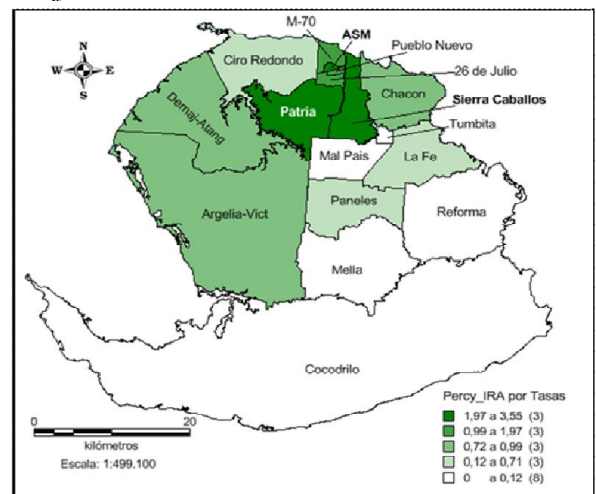 M-70
ASM
Ciro Redondo
Pueblo Nuevo
N
W E
S
26 de Julio
Chacon
Demaj-Atang
Patria
Sierra Caballos
Tumbita
Mal Pais
La Fe
Paneles
Argelia-Vict
Reforma
Mella
Cocodrilo
Percy_IRA por Tasas
1,97 a 3,55 (3)
0,99 a 1,97 (3)
0,72 a 0,99 (3)
0,12 a 0,71 (3)
0 a 0,12 (8)
0 20
kilómetros
Escala: 1:499.100